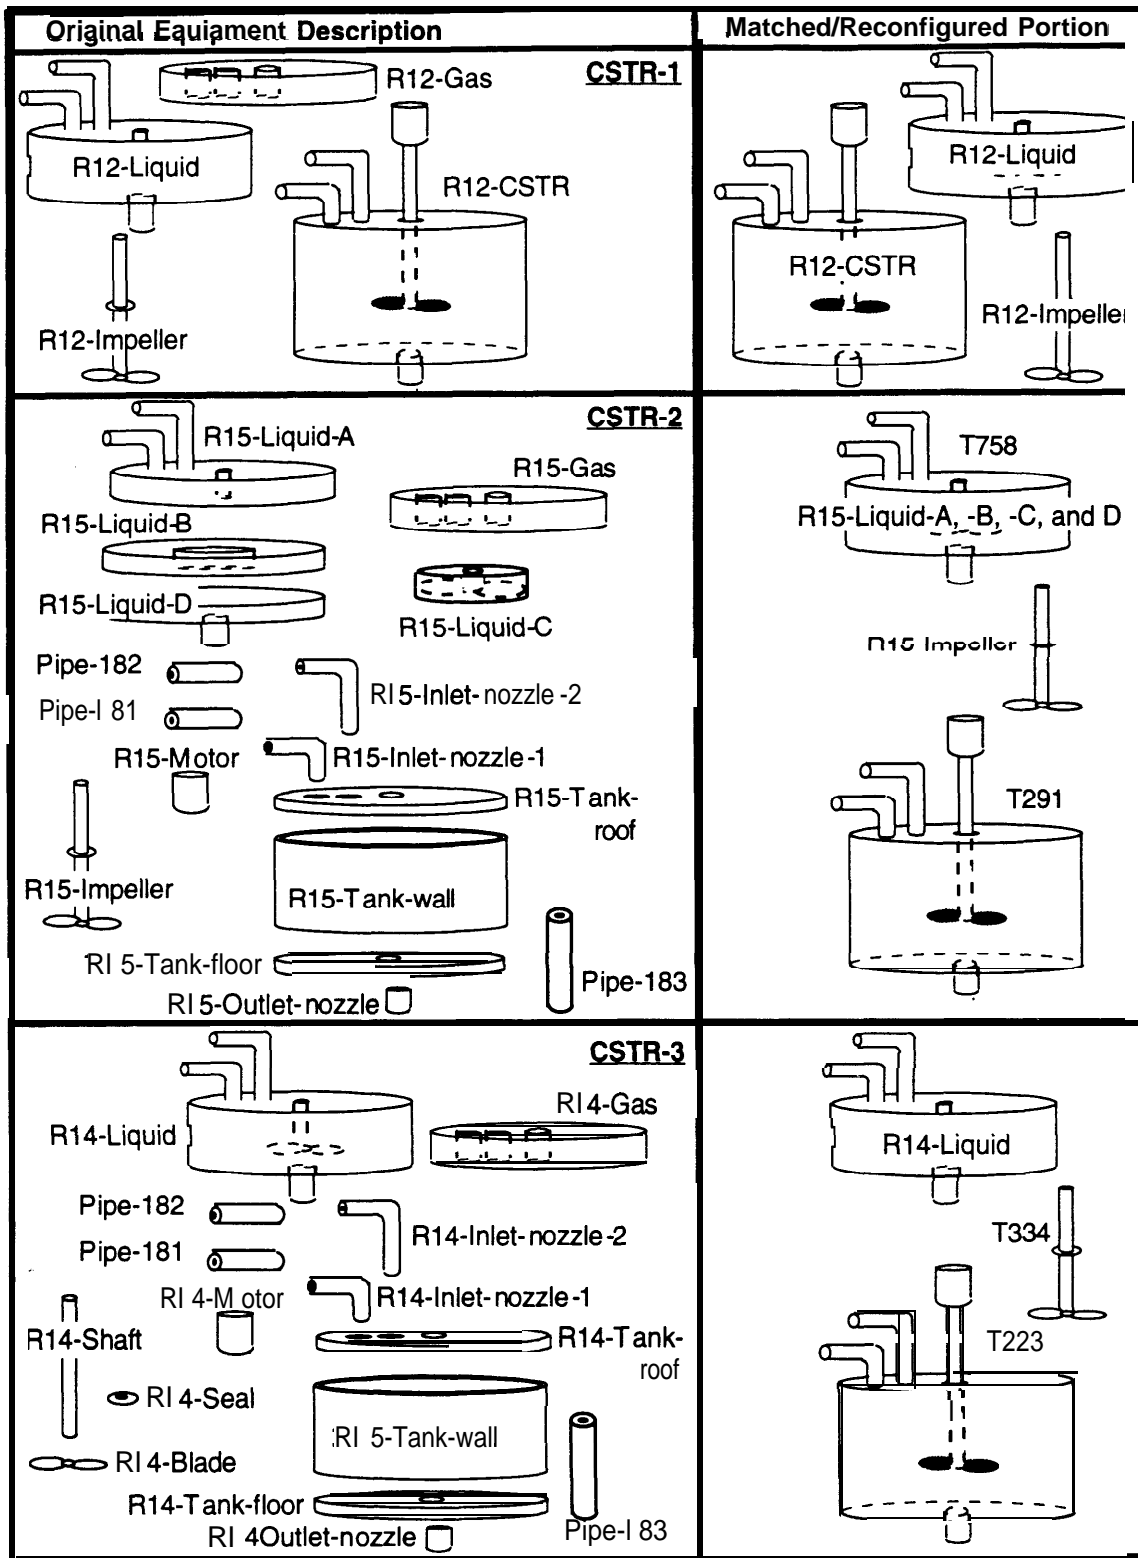 Original Equiament Description
Matched/Reconfigured Portion
CSTR-1
R12-Gas
R12-Liquid
R12-CSTR
R12-Impeller
R12-Liquid
R12-CSTR
R12-Impeller
CSTR-2
R15-Liquid-A
R15-Gas
R15-Liquid-B
R15-Liquid-D
R15-Liquid-C
Pipe-182
RI 5-Inlet-nozzle -2
Pipe-I 81
R15-Motor
R15-Inlet-nozzle-1
R15-Tank-
roof
R15-Impeller
R15-Tank-wall
RI 5-Tank-floor
Pipe-183
RI 5-Outlet-nozzle
T758
R15-Liquid-A, -B, -C, and D
R15 Impeller
T291
CSTR-3
RI 4-Gas
R14-Liquid
Pipe-182
R14-Inlet-nozzle-2
Pipe-181
RI 4-M otor
R14-Inlet-nozzle-1
R14-Shaft
R14-Tank-
roof
RI 4-Seal
RI 5-Tank-wall
RI 4-Blade
R14-Tank-floor
RI 4Outlet-nozzle
Pipe-I 83
R14-Liquid
T334
T223